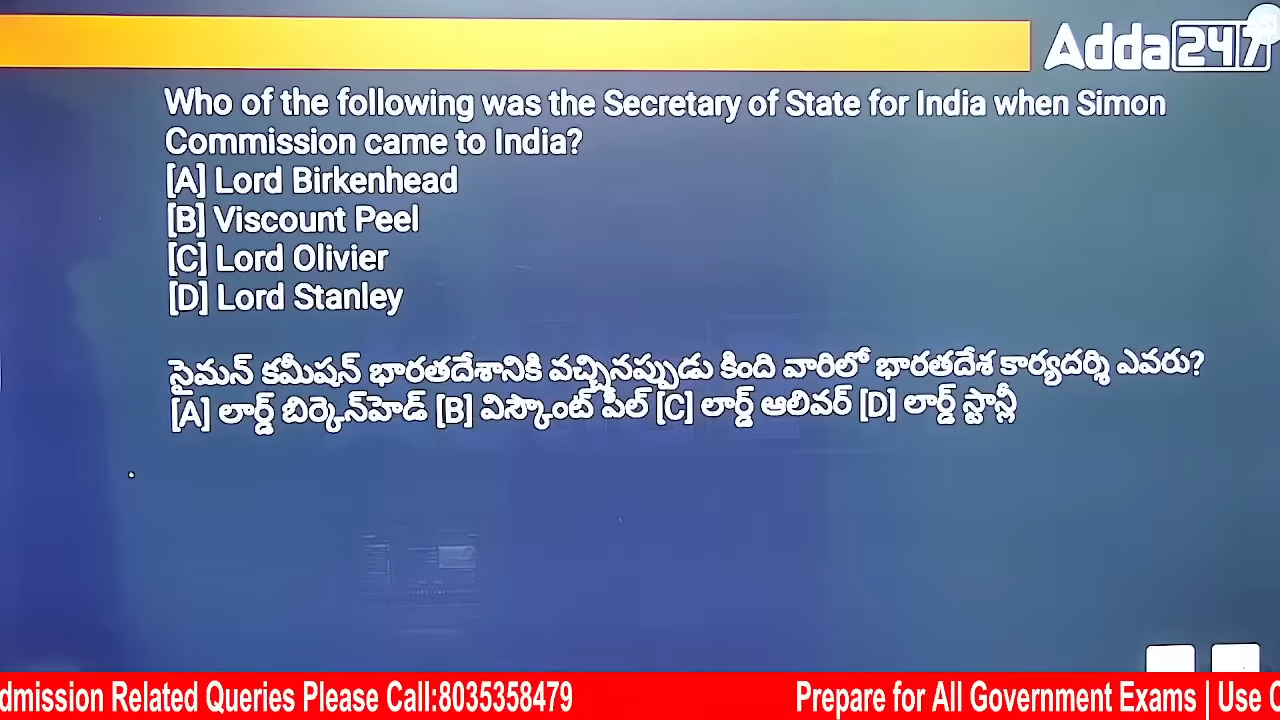 Adda247
Who of the following was the Secretary of State for India when Simon
Commission came to India?
[A] Lord Birkenhead
[B] Viscount Peel
[C] Lord Olivier
[D] Lord Stanley
సైమన్ కమీషన్ భారతదేశానికి వచ్చినప్పుడు కింది వారిలో భారతదేశ కార్యదర్శి ఎవరు?
[A] లార్డ్ బిర్కెన్‌హెడ్ [B] విస్కౌంట్ పీల్ [C] లార్డ్ ఆలివర్ [D] లార్డ్ స్టాన్లీ
dmission Related Queries Please Call:8035358479 Prepare for All Government Exams | Use C